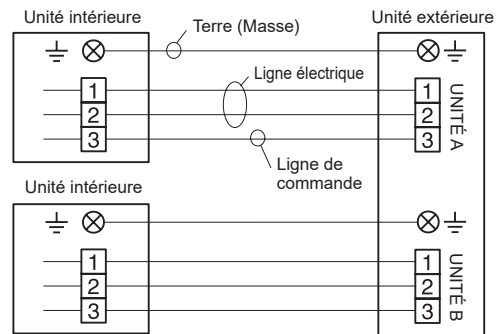 Unité intérieure
Unité extérieure
Terre (Masse)
Ligne électrique
1
2
3
1
2
3
UNITÉ A
Ligne de
commande
Unité intérieure
1
2
3
1
2
3
UNITÉ B